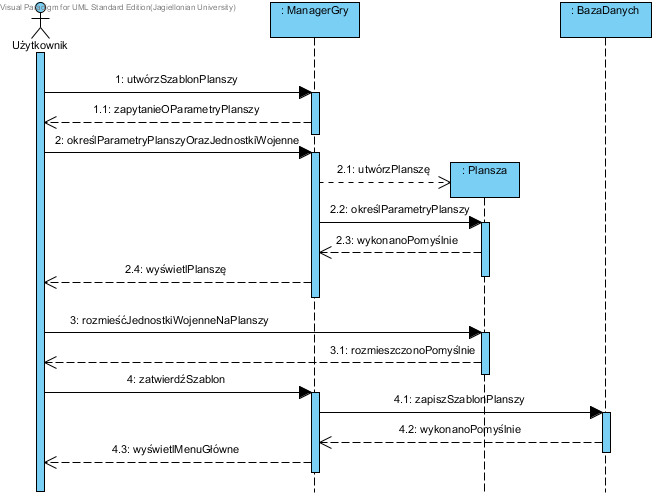 Visual Paradigm for UML Standard Edition(Jagiellonian University)
: ManagerGry
: BazaDanych
Użytkownik
1: utwórzSzablonPlanszy
1.1: zapytanieOParametryPlanszy
2: określParametryPlanszyOrazJednostkiWojenne
2.1: utwórzPlanszę
: Plansza
2.2: określParametryPlanszy
2.3: wykonanoPomyślnie
2.4: wyświetlPlanszę
3: rozmieśćJednostkiWojenneNaPlanszy
3.1: rozmieszczonoPomyślnie
4: zatwierdźSzablon
4.1: zapiszSzablonPlanszy
4.2: wykonanoPomyślnie
4.3: wyświetlMenuGłówne